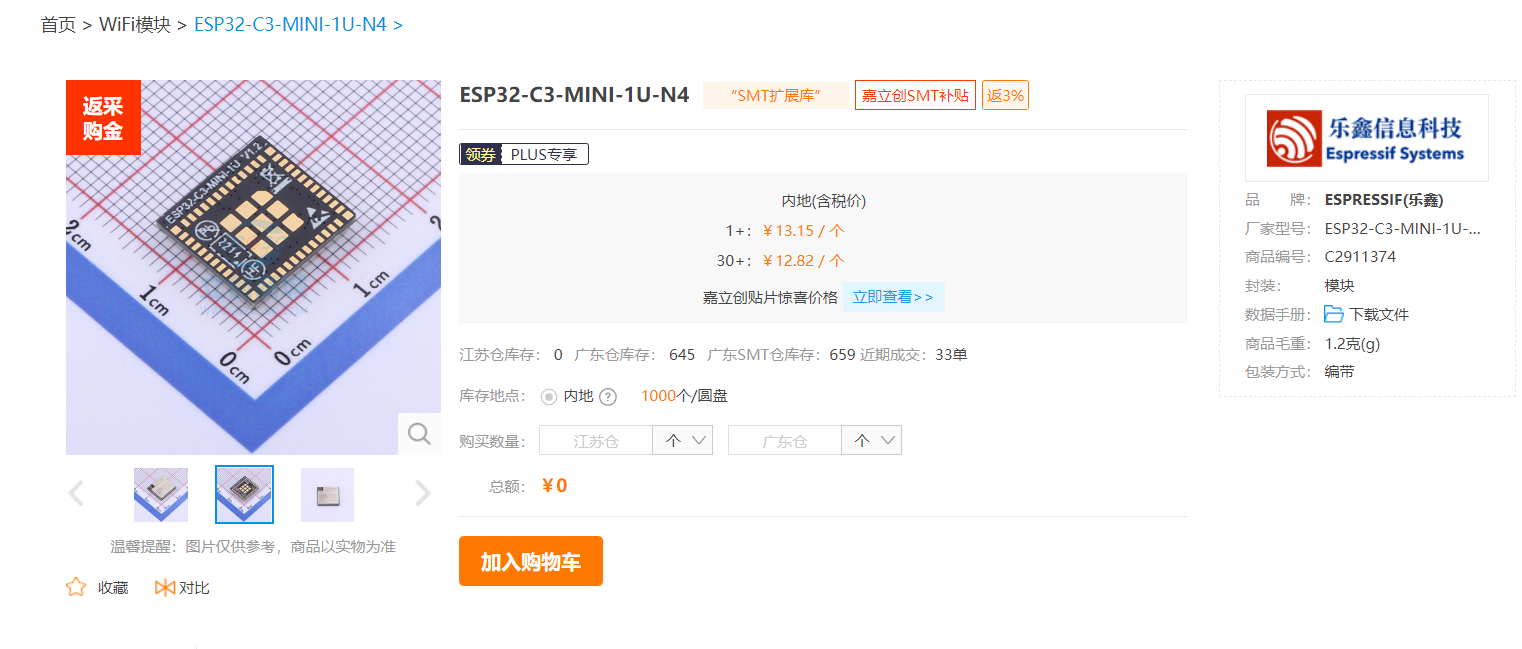 首页 > WiFi模块 > ESP32-C3-MINI-1U-N4 >
返采
购金
ESP32-C3-MINI-1U V1.2
Pb
2214
HF
2cm
1cm
0cm
0cm
1cm
2
温馨提醒：图片仅供参考，商品以实物为准
收藏 对比
ESP32-C3-MINI-1U-N4 “SMT扩展库” 嘉立创SMT补贴 返3%
领券 PLUS专享
内地(含税价)
1+： ￥13.15 / 个
30+： ￥12.82 / 个
嘉立创贴片惊喜价格 立即查看>>
江苏仓库存： 0 广东仓库存： 645 广东SMT仓库存：659 近期成交：33单
库存地点： 内地 ? 1000个/圆盘
购买数量： 江苏仓 个 广东仓 个
总额： ￥0
加入购物车
乐鑫信息科技
Espressif Systems
品 牌： ESPRESSIF(乐鑫)
厂家型号： ESP32-C3-MINI-1U-...
商品编号： C2911374
封装： 模块
数据手册： 下载文件
商品毛重： 1.2克(g)
包装方式： 编带